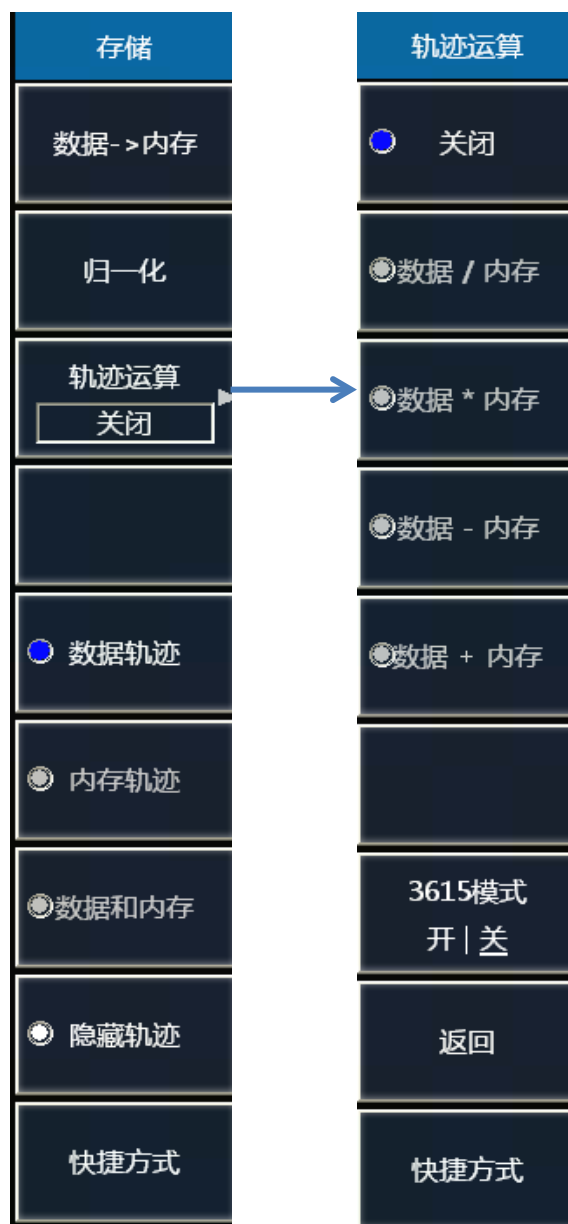 存储
数据->内存
归一化
轨迹运算
关闭
数据轨迹
内存轨迹
数据和内存
隐藏轨迹
快捷方式
轨迹运算
关闭
数据 / 内存
数据 * 内存
数据 - 内存
数据 + 内存
3615模式
开 | 关
返回
快捷方式